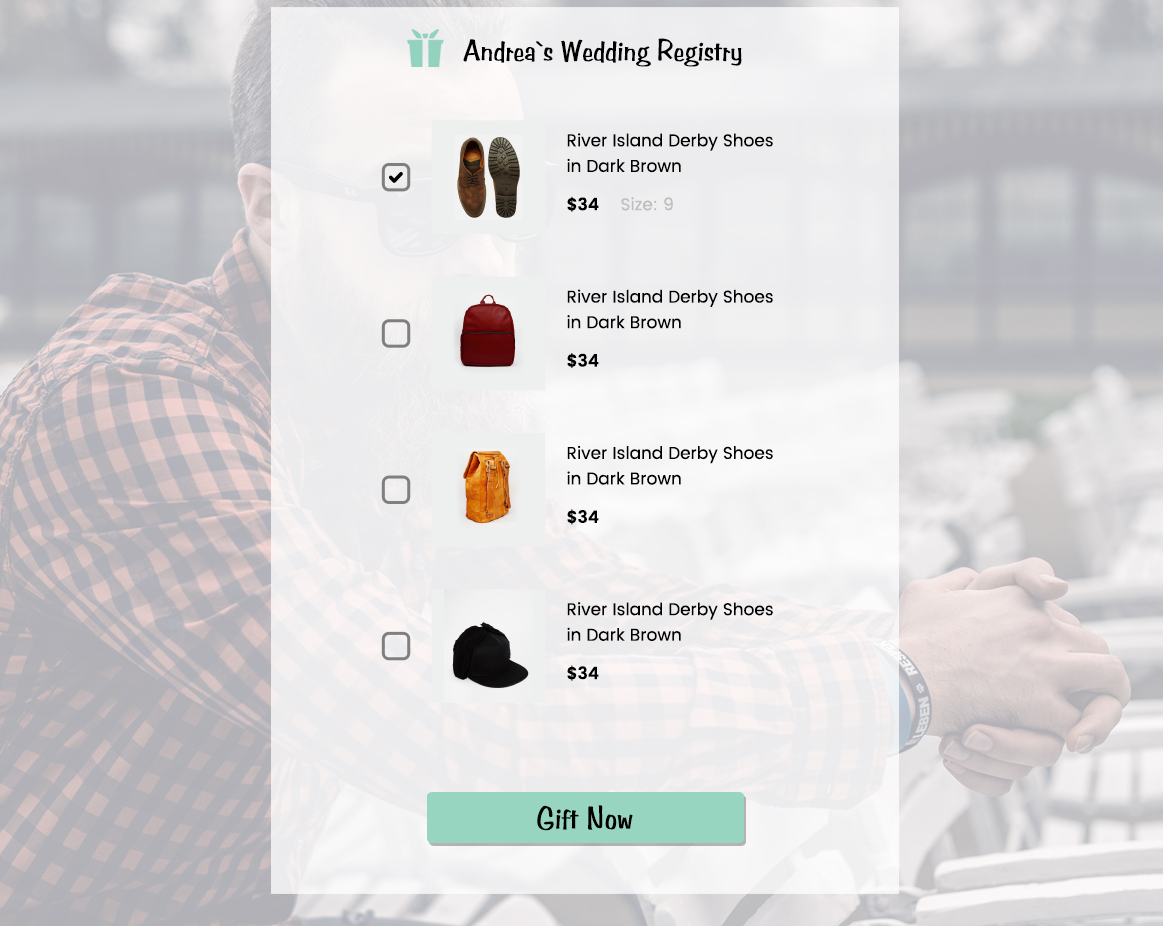 Andrea`s Wedding Registry
River Island Derby Shoes
in Dark Brown
$34 Size: 9
River Island Derby Shoes
in Dark Brown
$34
River Island Derby Shoes
in Dark Brown
$34
River Island Derby Shoes
in Dark Brown
$34
LEBEN
Gift Now